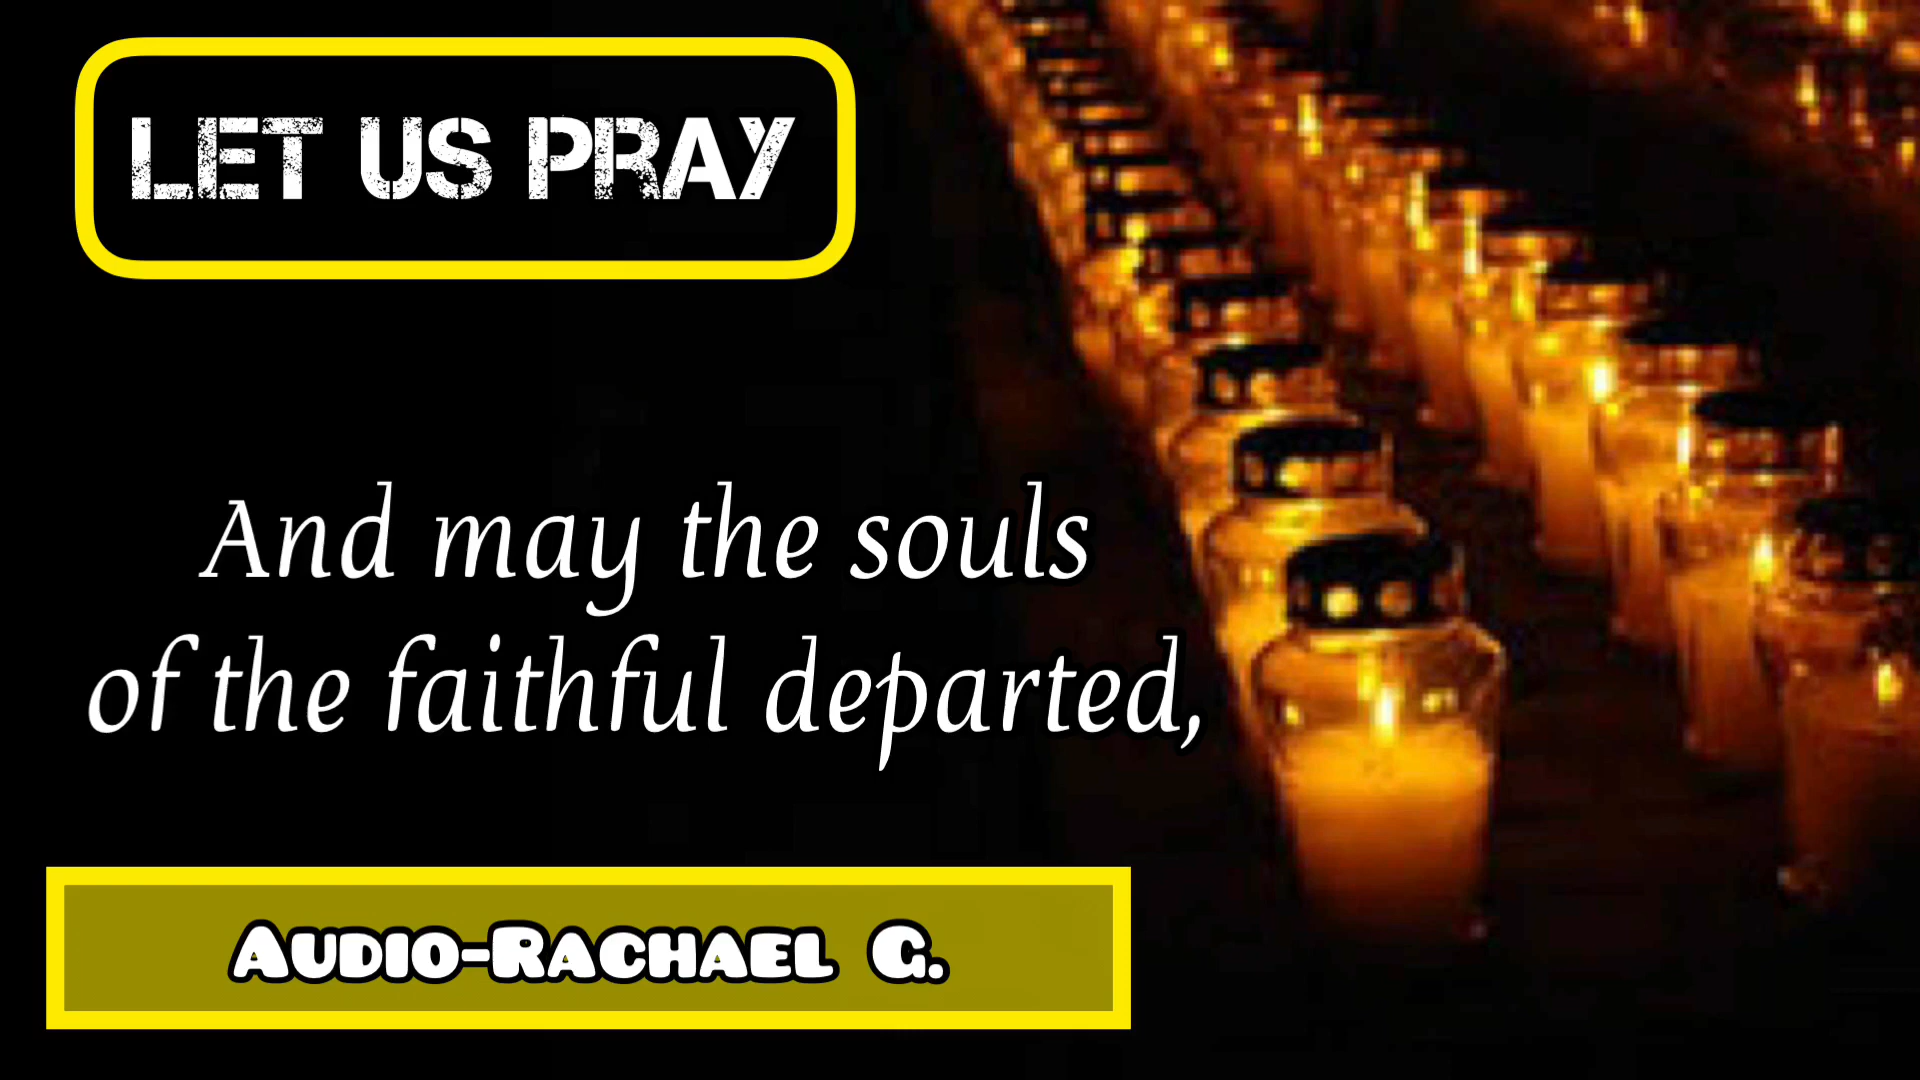 LET US PRAY
And may the souls
of the faithful departed,
AUDIO-RACHAEL G.